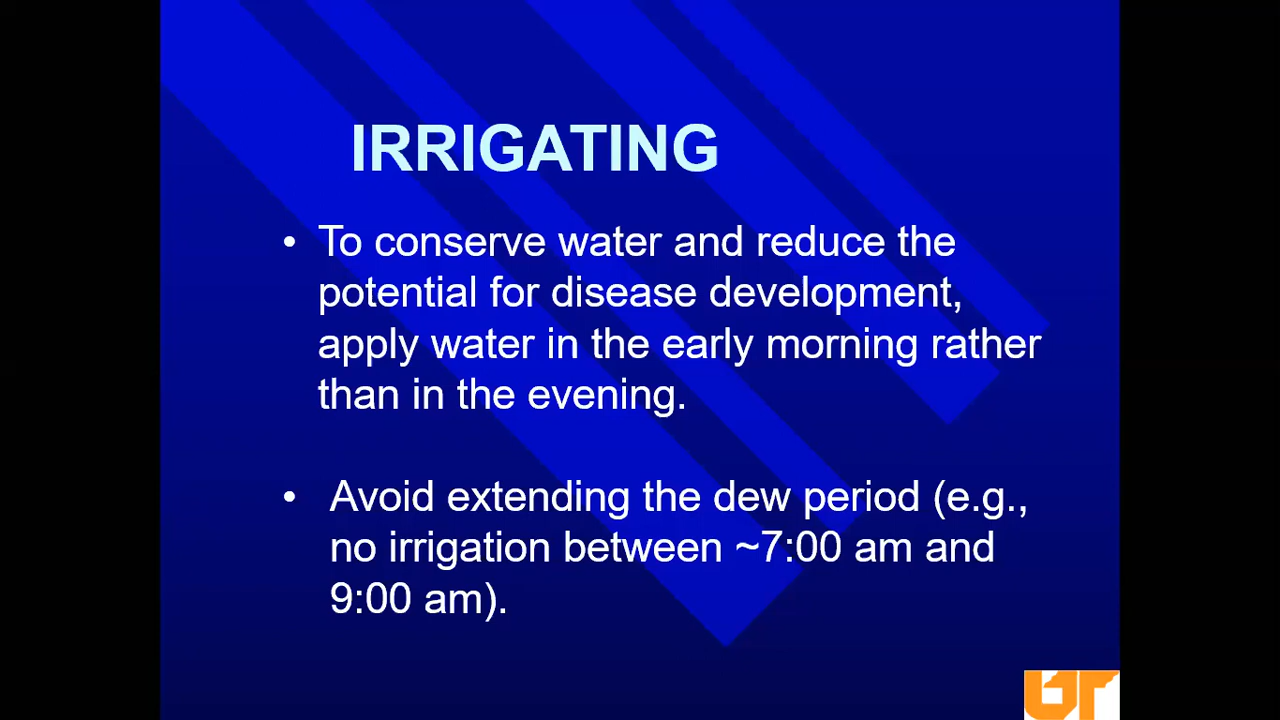 IRRIGATING
• To conserve water and reduce the
potential for disease development,
apply water in the early morning rather
than in the evening.
• Avoid extending the dew period (e.g.,
no irrigation between ~7:00 am and
9:00 am).
UT